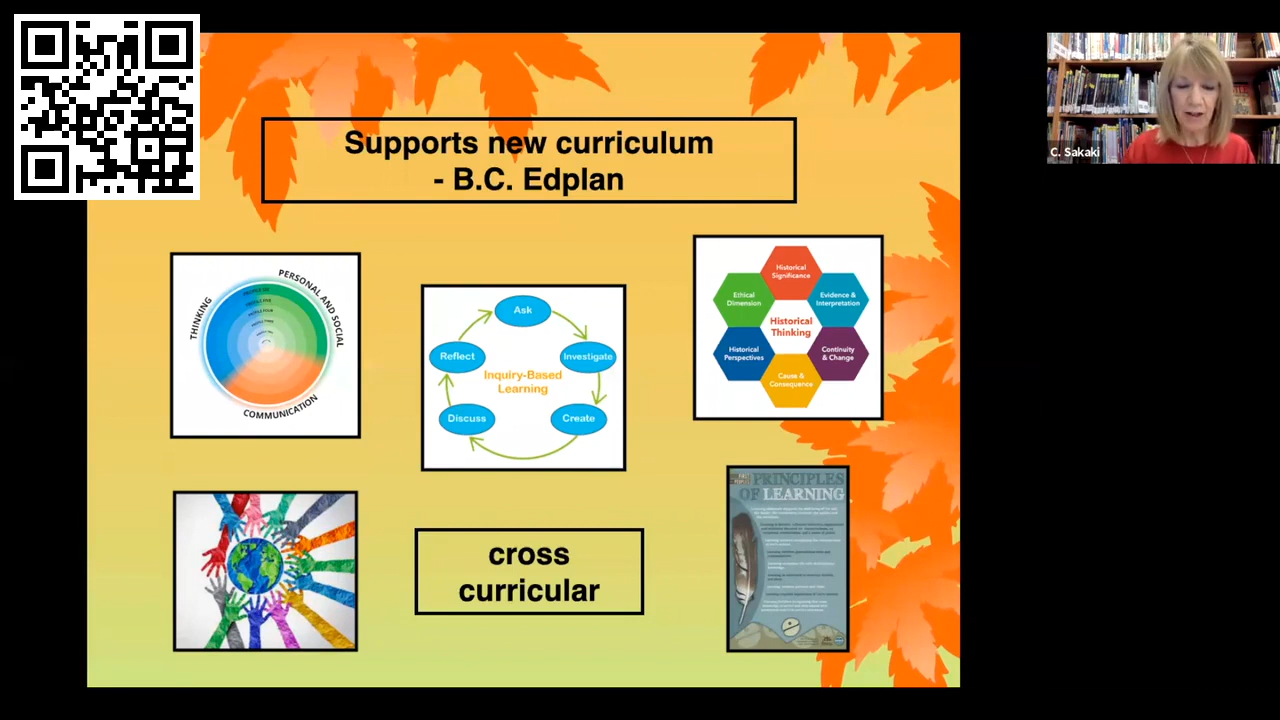 Supports new curriculum
- B.C. Edplan
C. Sakaki
THINKING
PERSONAL AND SOCIAL
COMMUNICATION
Ask
Investigate
Create
Discuss
Reflect
Inquiry-Based
Learning
Historical
Significance
Evidence &
Interpretation
Continuity
& Change
Cause &
Consequence
Historical
Perspectives
Ethical
Dimension
Historical
Thinking
cross
curricular
PRINCIPLES
OF LEARNING